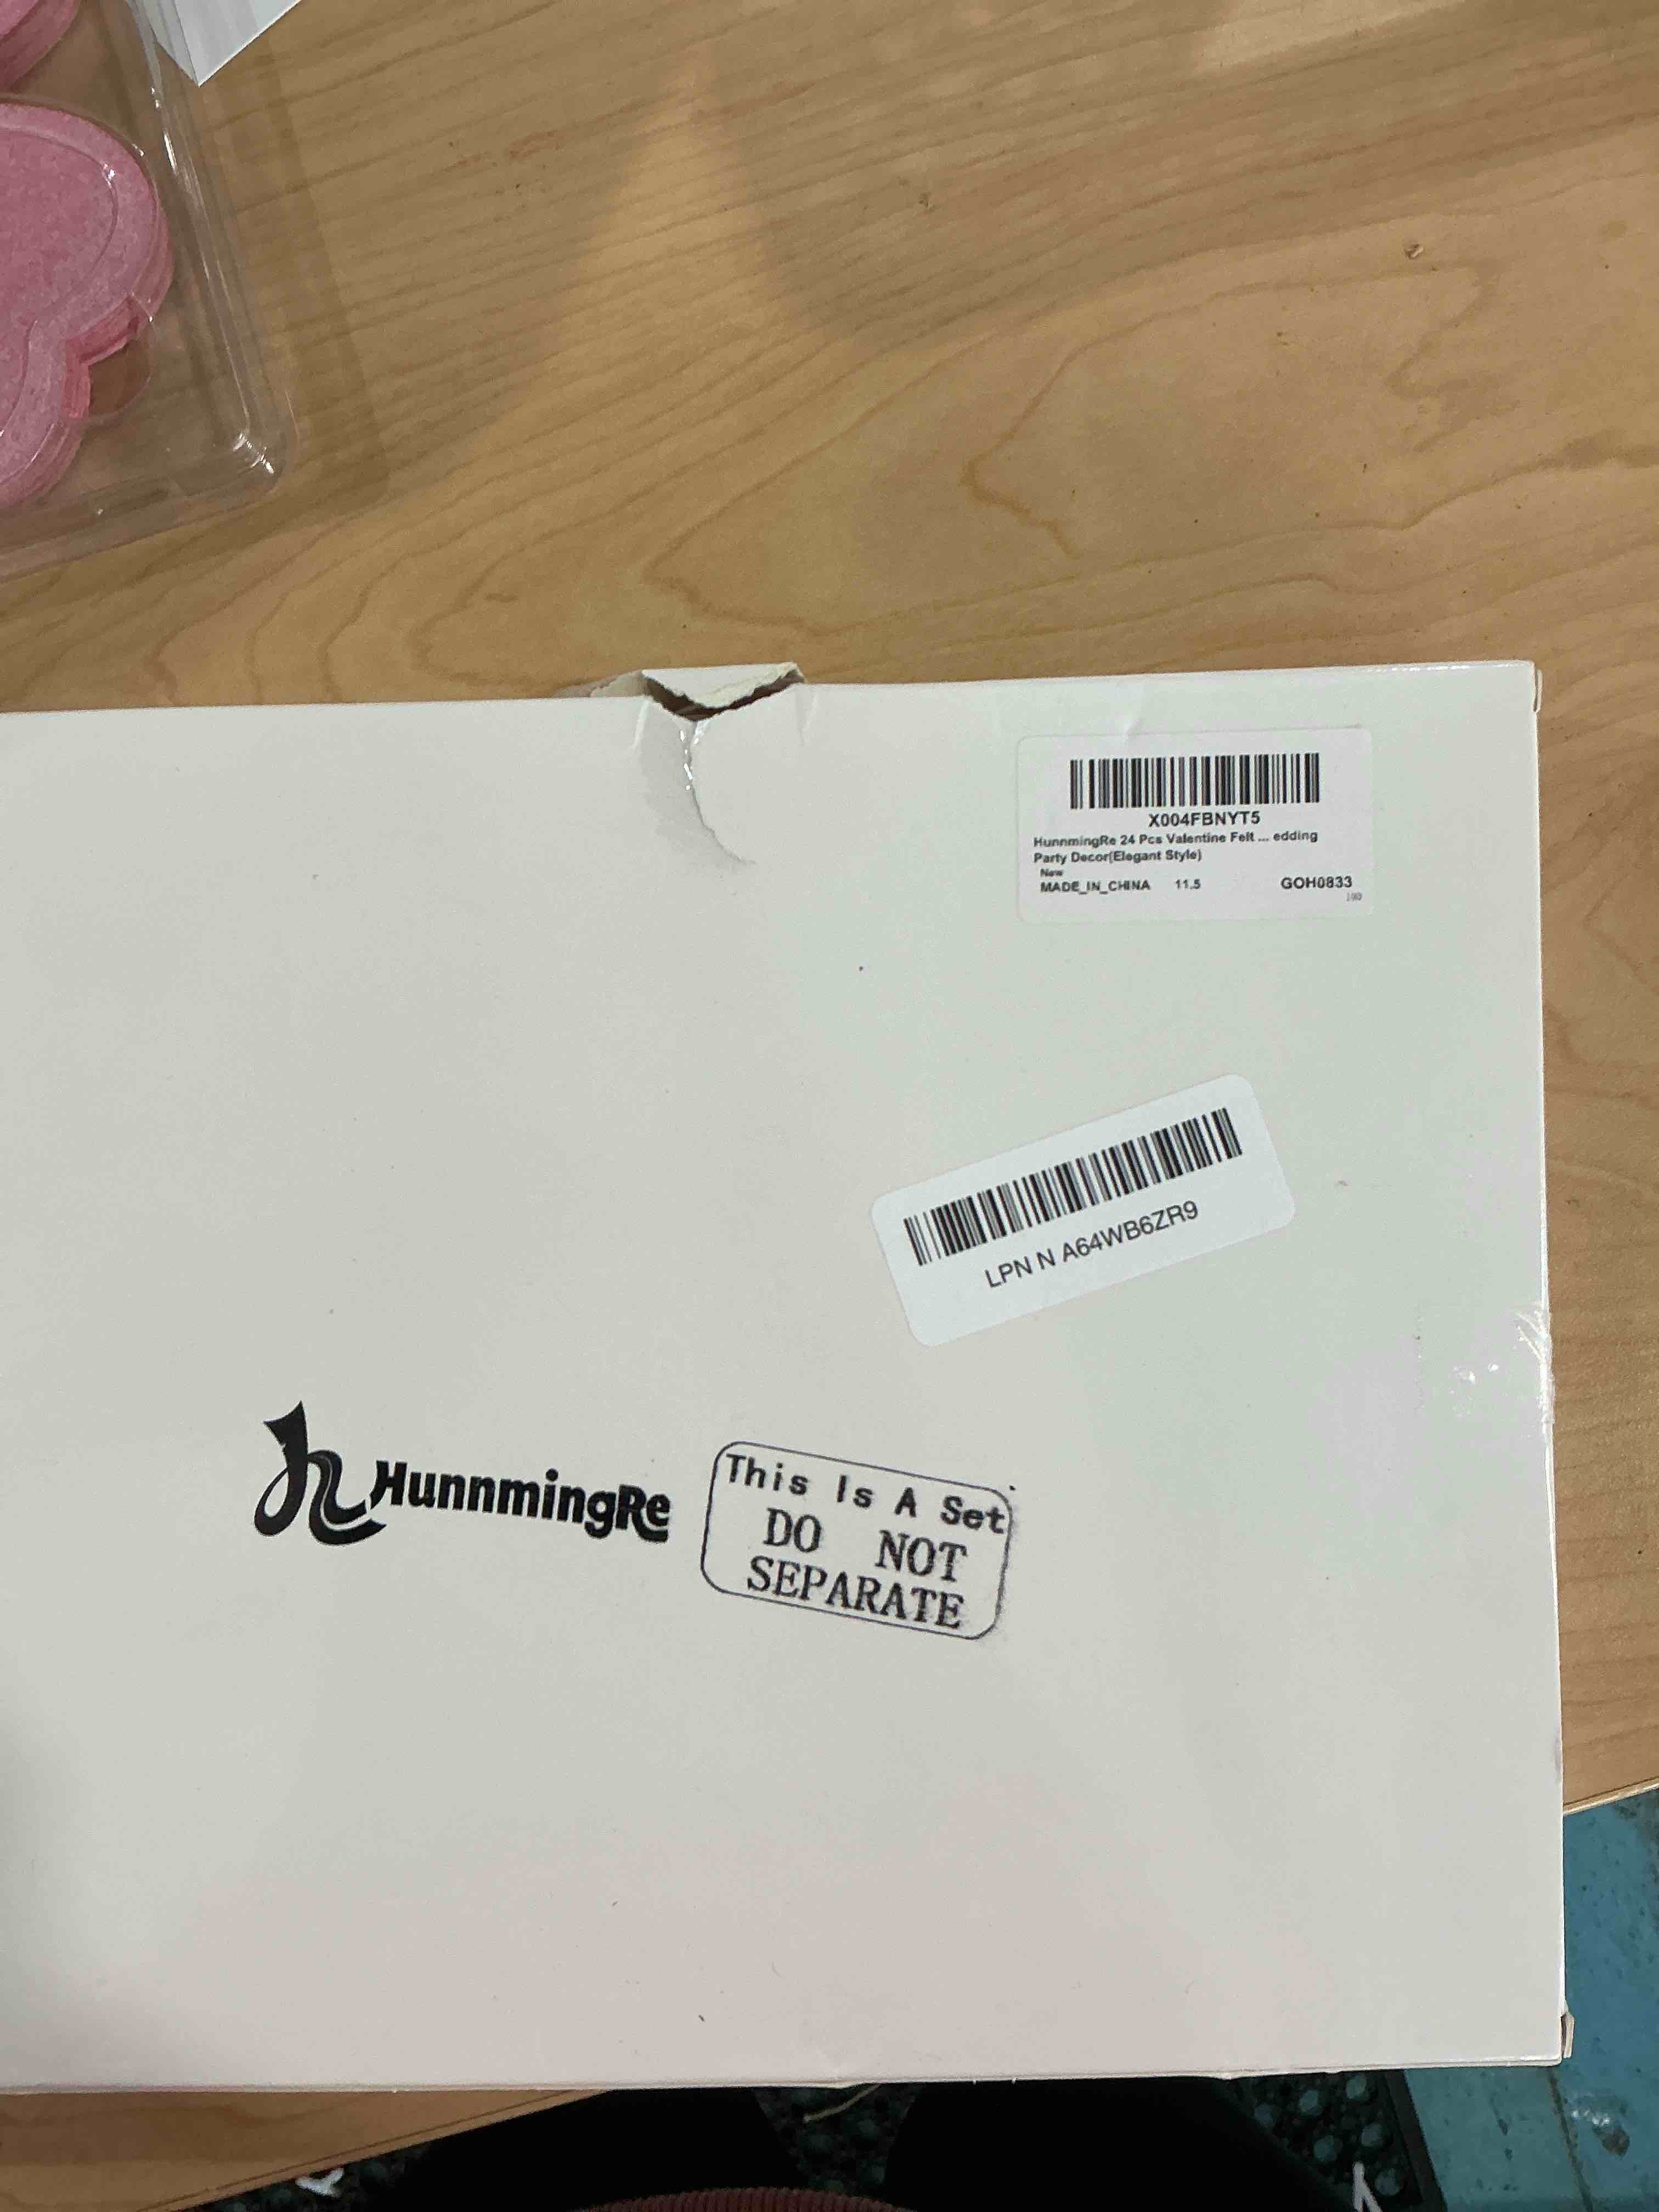 X004FBNYT5
HunnmingRe 24 Pcs Valentine Felt ... edding
Party Decor(Elegant Style)
New
MADE_IN_CHINA 11.5 GOH0833
100
LPN N A64WB6ZR9
h HunnmingRe
This Is A Set
DO NOT
SEPARATE